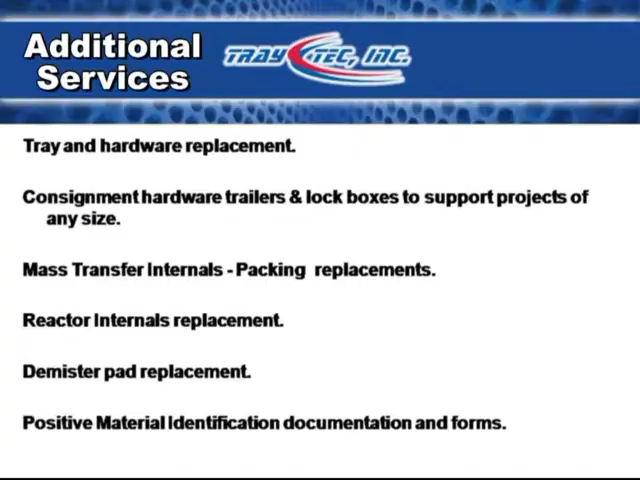 Additional
Services
TRAY-TEC, INC.
Tray and hardware replacement.
Consignment hardware trailers & lock boxes to support projects of
any size.
Mass Transfer Internals - Packing replacements.
Reactor Internals replacement.
Demister pad replacement.
Positive Material Identification documentation and forms.